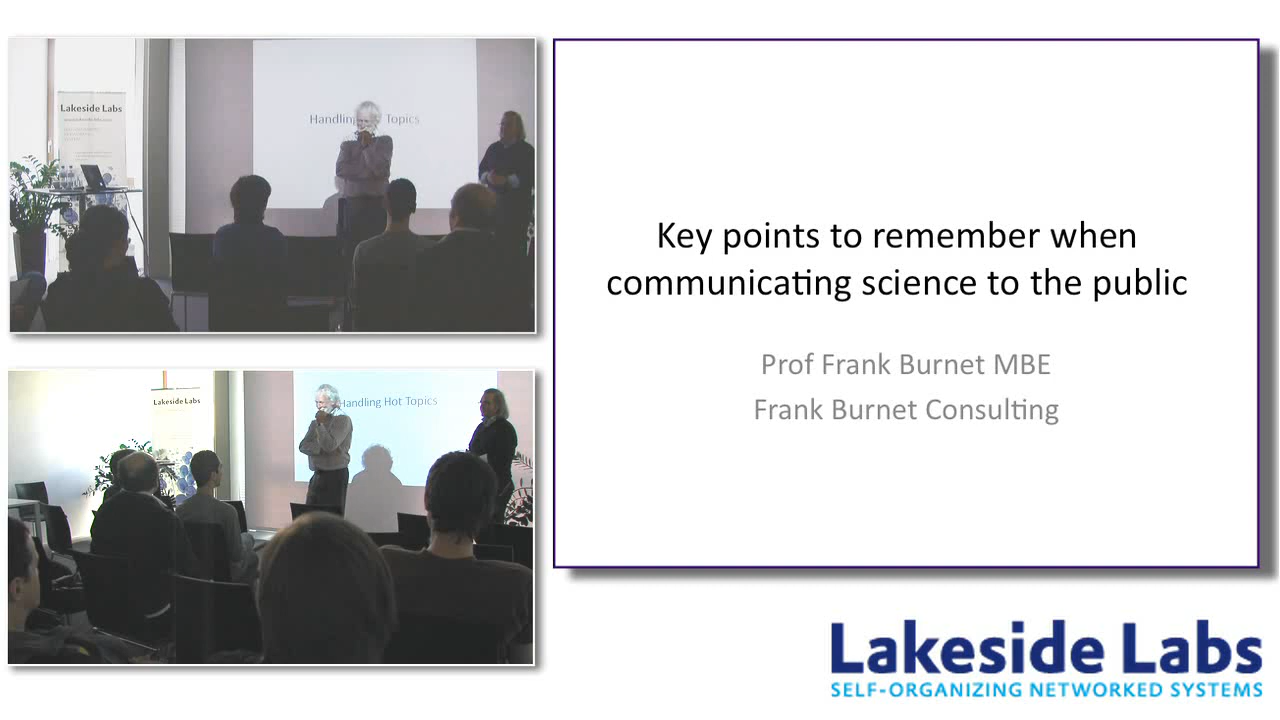 Lakeside Labs
Handling Topics
Lakeside Labs
Handling Hot Topics
Key points to remember when
communicating science to the public
Prof Frank Burnet MBE
Frank Burnet Consulting
Lakeside Labs
SELF-ORGANIZING NETWORKED SYSTEMS